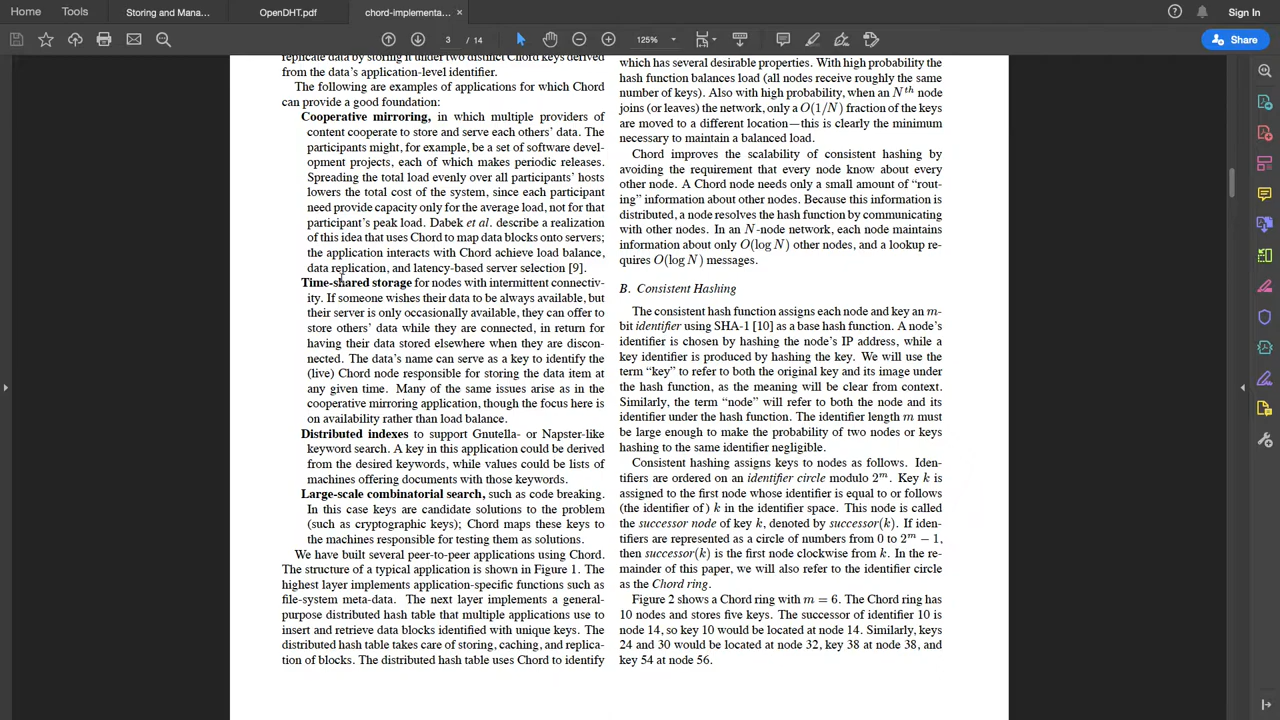 Home
Tools
Storing and Mana...
OpenDHT.pdf
chord-implementa...
×
Sign In
3 / 14
125%
Share
replicate data by storing it under two distinct Chord keys derived
from the data's application-level identifier.
The following are examples of applications for which Chord
can provide a good foundation:
Cooperative mirroring, in which multiple providers of
content cooperate to store and serve each others' data. The
participants might, for example, be a set of software devel-
opment projects, each of which makes periodic releases.
Spreading the total load evenly over all participants' hosts
lowers the total cost of the system, since each participant
need provide capacity only for the average load, not for that
participant's peak load. Dabek et al. describe a realization
of this idea that uses Chord to map data blocks onto servers;
the application interacts with Chord achieve load balance,
data replication, and latency-based server selection [9].
Time-shared storage for nodes with intermittent connectiv-
ity. If someone wishes their data to be always available, but
their server is only occasionally available, they can offer to
store others' data while they are connected, in return for
having their data stored elsewhere when they are discon-
nected. The data's name can serve as a key to identify the
(live) Chord node responsible for storing the data item at
any given time. Many of the same issues arise as in the
cooperative mirroring application, though the focus here is
on availability rather than load balance.
Distributed indexes to support Gnutella- or Napster-like
keyword search. A key in this application could be derived
from the desired keywords, while values could be lists of
machines offering documents with those keywords.
Large-scale combinatorial search, such as code breaking.
In this case keys are candidate solutions to the problem
(such as cryptographic keys); Chord maps these keys to
the machines responsible for testing them as solutions.
We have built several peer-to-peer applications using Chord.
The structure of a typical application is shown in Figure 1. The
highest layer implements application-specific functions such as
file-system meta-data. The next layer implements a general-
purpose distributed hash table that multiple applications use to
insert and retrieve data blocks identified with unique keys. The
distributed hash table takes care of storing, caching, and replica-
tion of blocks. The distributed hash table uses Chord to identify
which has several desirable properties. With high probability the
hash function balances load (all nodes receive roughly the same
number of keys). Also with high probability, when an Nth node
joins (or leaves) the network, only a O(1/N) fraction of the keys
are moved to a different location—this is clearly the minimum
necessary to maintain a balanced load.
Chord improves the scalability of consistent hashing by
avoiding the requirement that every node know about every
other node. A Chord node needs only a small amount of “rout-
ing” information about other nodes. Because this information is
distributed, a node resolves the hash function by communicating
with other nodes. In an N-node network, each node maintains
information about only O(log N) other nodes, and a lookup re-
quires O(log N) messages.
B. Consistent Hashing
The consistent hash function assigns each node and key an m-
bit identifier using SHA-1 [10] as a base hash function. A node's
identifier is chosen by hashing the node's IP address, while a
key identifier is produced by hashing the key. We will use the
term “key” to refer to both the original key and its image under
the hash function, as the meaning will be clear from context.
Similarly, the term “node” will refer to both the node and its
identifier under the hash function. The identifier length m must
be large enough to make the probability of two nodes or keys
hashing to the same identifier negligible.
Consistent hashing assigns keys to nodes as follows. Iden-
tifiers are ordered on an identifier circle modulo 2^m. Key k is
assigned to the first node whose identifier is equal to or follows
(the identifier of) k in the identifier space. This node is called
the successor node of key k, denoted by successor(k). If iden-
tifiers are represented as a circle of numbers from 0 to 2^m − 1,
then successor(k) is the first node clockwise from k. In the re-
mainder of this paper, we will also refer to the identifier circle
as the Chord ring.
Figure 2 shows a Chord ring with m = 6. The Chord ring has
10 nodes and stores five keys. The successor of identifier 10 is
node 14, so key 10 would be located at node 14. Similarly, keys
24 and 30 would be located at node 32, key 38 at node 38, and
key 54 at node 56.